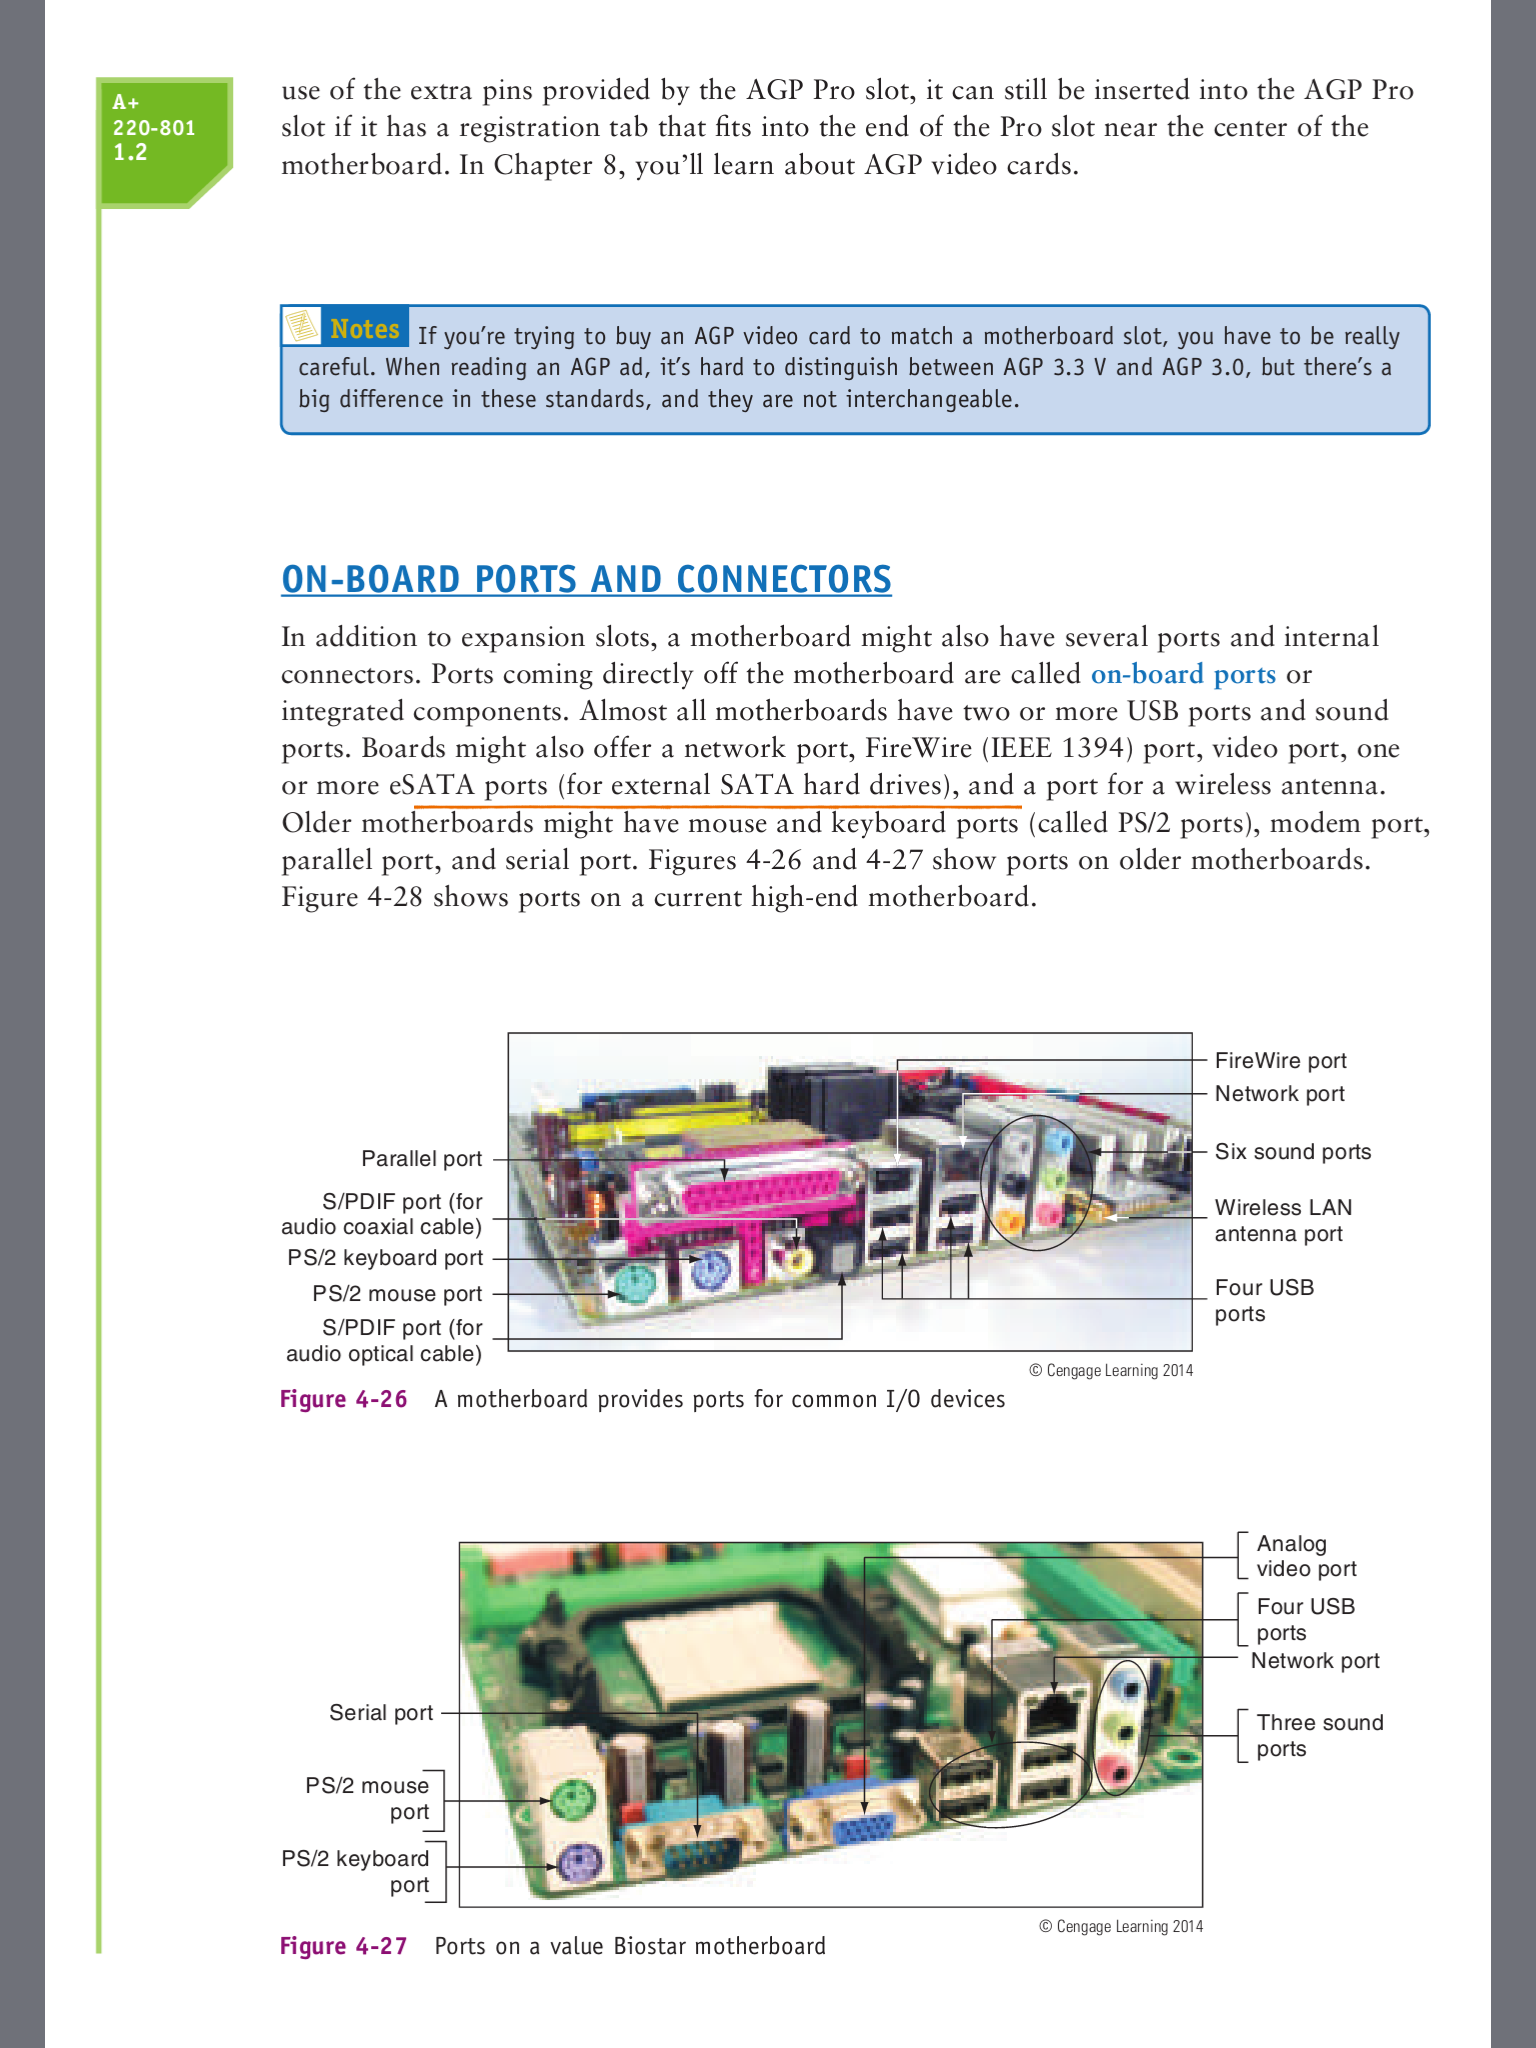 A+
220-801
1.2
use of the extra pins provided by the AGP Pro slot, it can still be inserted into the AGP Pro
slot if it has a registration tab that fits into the end of the Pro slot near the center of the
motherboard. In Chapter 8, you’ll learn about AGP video cards.
Notes If you’re trying to buy an AGP video card to match a motherboard slot, you have to be really
careful. When reading an AGP ad, it’s hard to distinguish between AGP 3.3 V and AGP 3.0, but there’s a
big difference in these standards, and they are not interchangeable.
ON-BOARD PORTS AND CONNECTORS
In addition to expansion slots, a motherboard might also have several ports and internal
connectors. Ports coming directly off the motherboard are called on-board ports or
integrated components. Almost all motherboards have two or more USB ports and sound
ports. Boards might also offer a network port, FireWire (IEEE 1394) port, video port, one
or more eSATA ports (for external SATA hard drives), and a port for a wireless antenna.
Older motherboards might have mouse and keyboard ports (called PS/2 ports), modem port,
parallel port, and serial port. Figures 4-26 and 4-27 show ports on older motherboards.
Figure 4-28 shows ports on a current high-end motherboard.
Parallel port
S/PDIF port (for
audio coaxial cable)
PS/2 keyboard port
PS/2 mouse port
S/PDIF port (for
audio optical cable)
FireWire port
Network port
Six sound ports
Wireless LAN
antenna port
Four USB
ports
© Cengage Learning 2014
Figure 4-26 A motherboard provides ports for common I/O devices
Serial port
PS/2 mouse
port
PS/2 keyboard
port
Analog
video port
Four USB
ports
Network port
Three sound
ports
© Cengage Learning 2014
Figure 4-27 Ports on a value Biostar motherboard